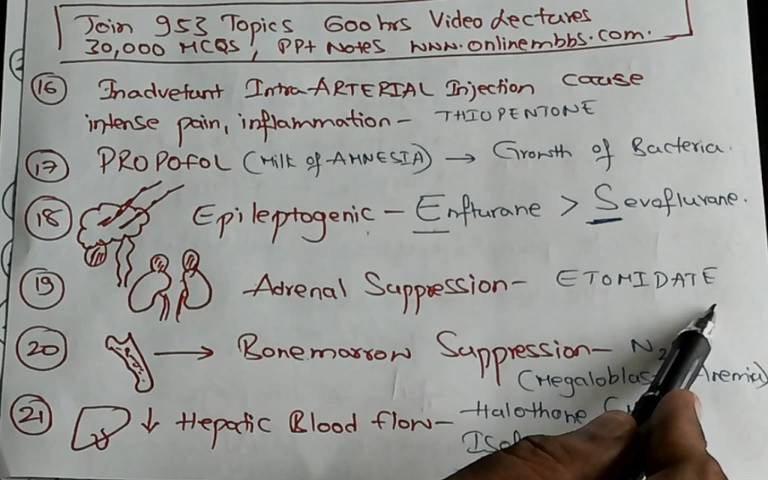 Join 953 Topics 600 hrs Video Lectures
30,000 MCQS, PPt Notes www.onlinembbs.com.
16 Inadvetant Intra-ARTERIAL Injection cause
intense pain, inflammation - THIOPENTONE
17 PROPOFOL (Milk of AMNESIA) → Growth of Bacteria.
18 Epileptogenic - Enflurane > Sevoflurane.
19 Adrenal Suppression - ETOMIDATE
20 → Bonemarrow Suppression - N2
(Megaloblas Anemia)
21 ↓ Hepatic Blood flow - Halothane